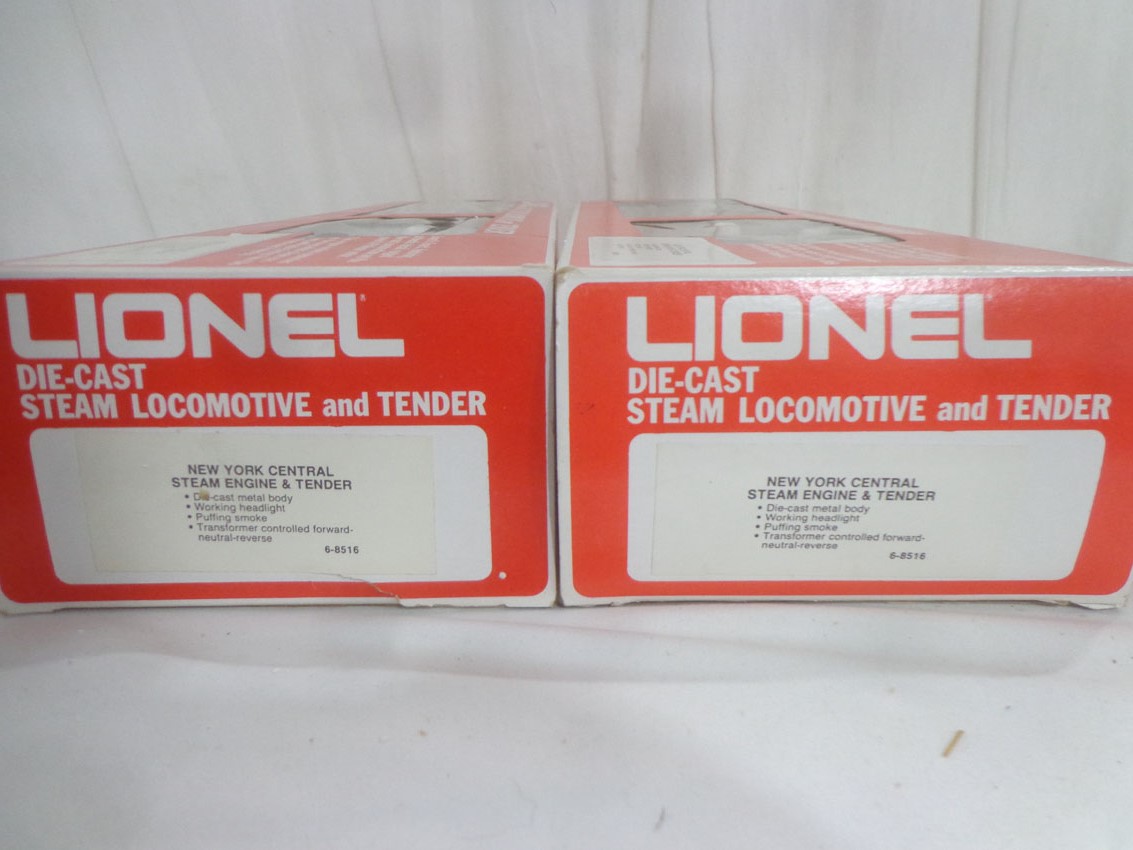 LIONEL
DIE-CAST
STEAM LOCOMOTIVE and TENDER
NEW YORK CENTRAL
STEAM ENGINE & TENDER
• Die-cast metal body
• Working headlight
• Puffing smoke
• Transformer controlled forward-
neutral-reverse
6-8516
LIONEL
DIE-CAST
STEAM LOCOMOTIVE and TENDER
NEW YORK CENTRAL
STEAM ENGINE & TENDER
• Die-cast metal body
• Working headlight
• Puffing smoke
• Transformer controlled forward-
neutral-reverse
6-8516